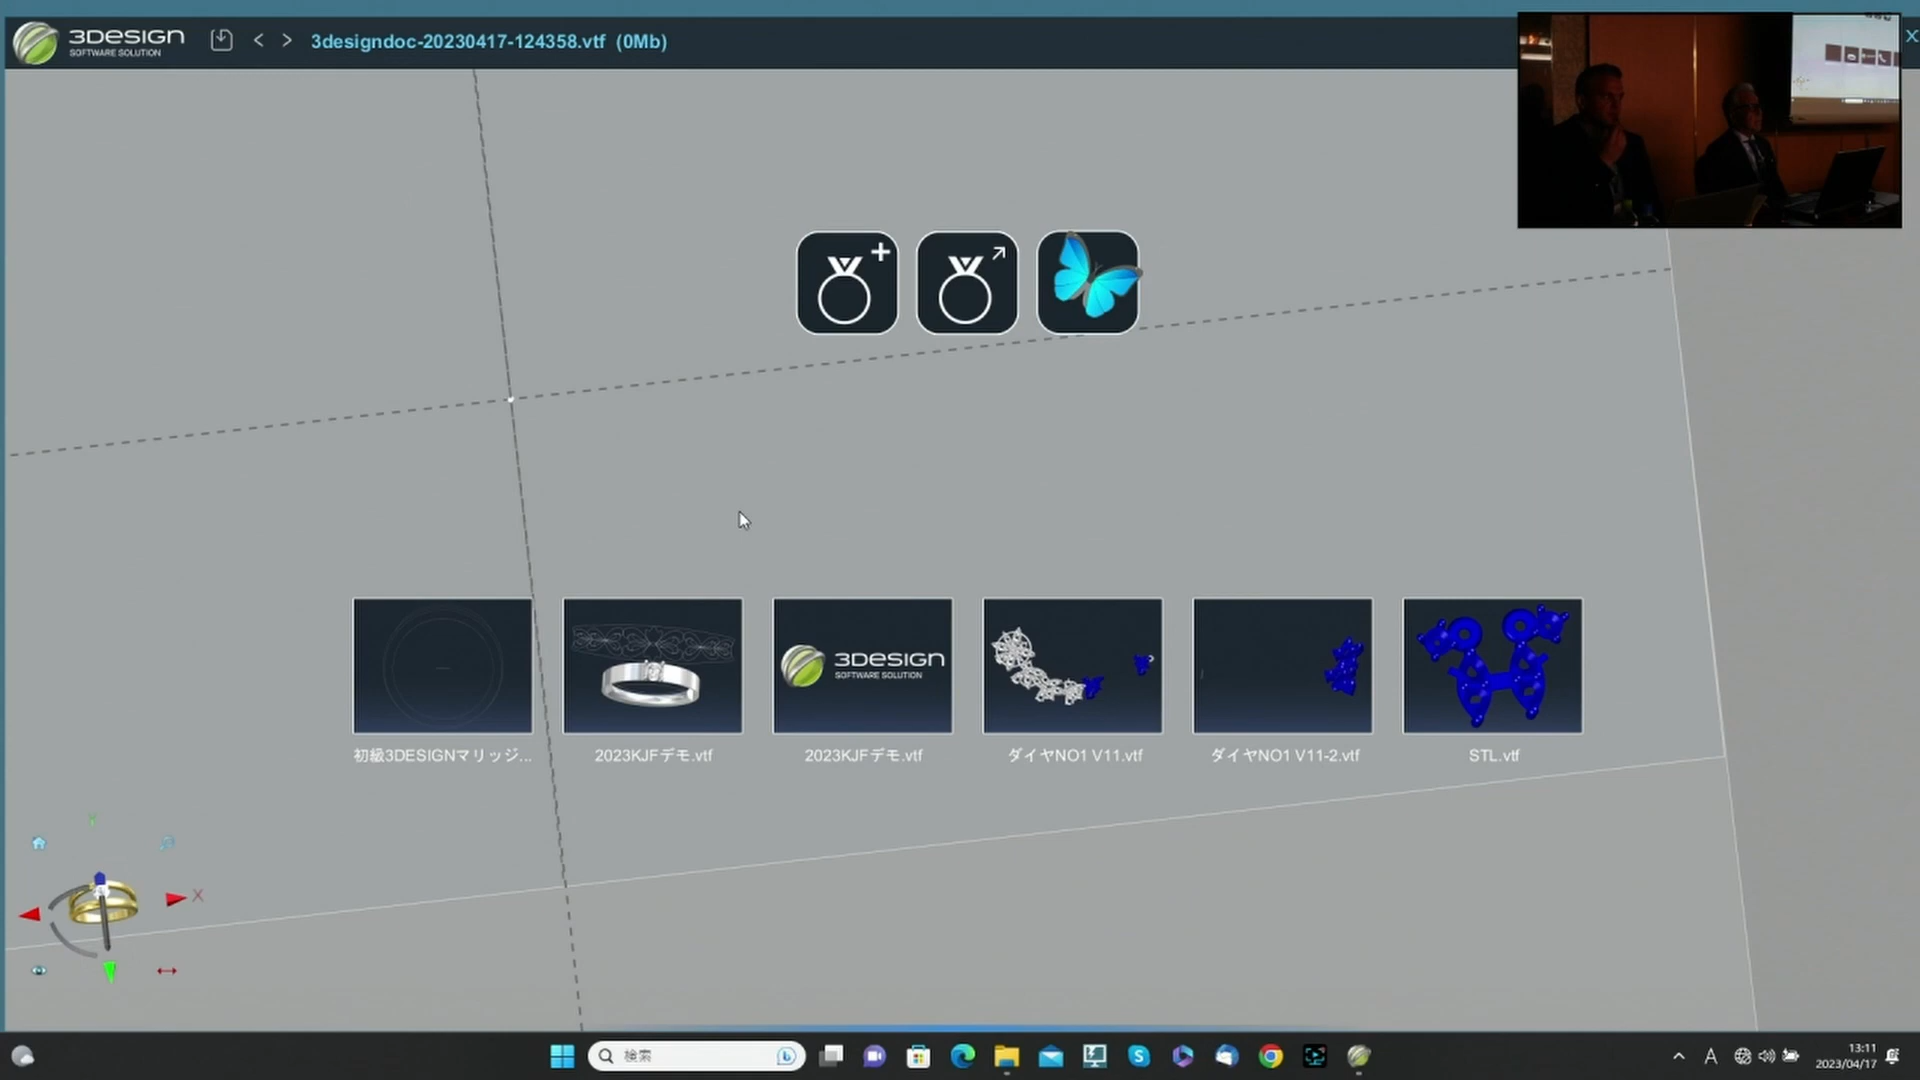 3DESIGN
SOFTWARE SOLUTION
3designdoc-20230417-124358.vtf (0Mb)
X
3DESIGN
SOFTWARE SOLUTION
初級3DESIGNマリッジ...
2023KJFデモ.vtf
2023KJFデモ.vtf
ダイヤNO1 V11.vtf
ダイヤNO1 V11-2.vtf
STL.vtf
Y
X
検索
A
13:11
2023/04/17